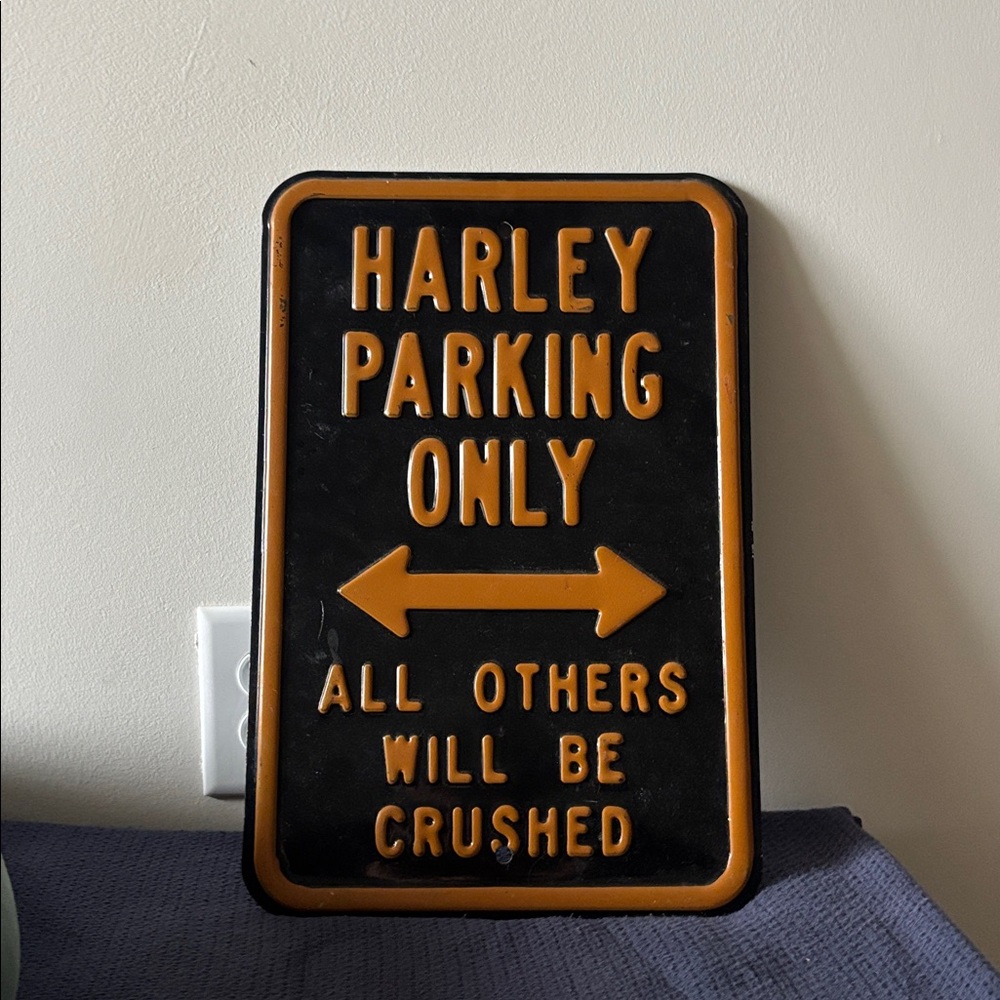 HARLEY
PARKING
ONLY
ALL OTHERS
WILL BE
CRUSHED